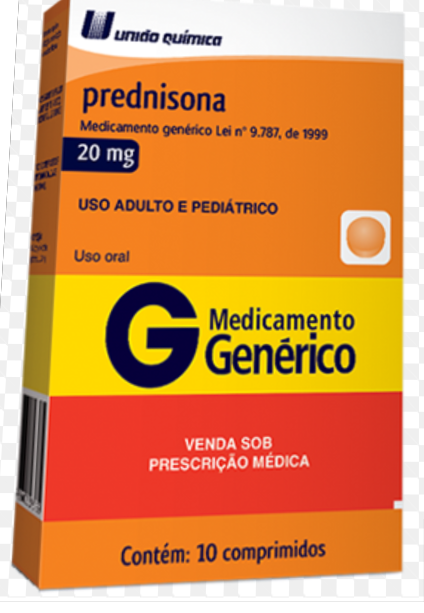 união química
prednisona
Medicamento genérico Lei n° 9.787, de 1999
20 mg
USO ADULTO E PEDIÁTRICO
Uso oral
G Medicamento
Genérico
VENDA SOB
PRESCRIÇÃO MÉDICA
Contém: 10 comprimidos